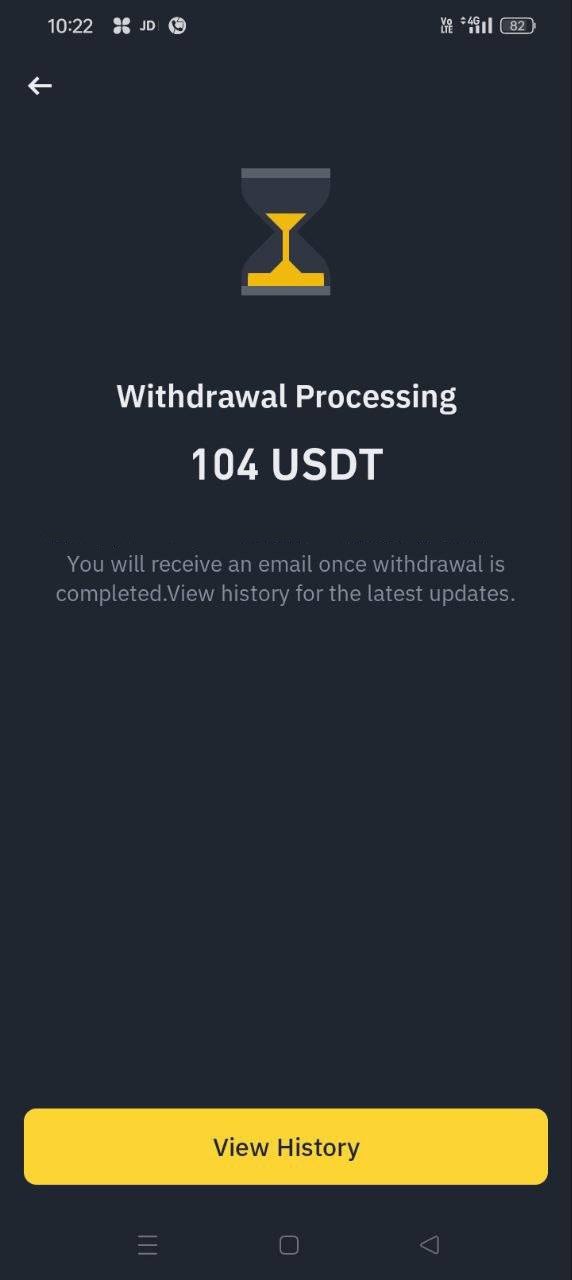 10:22 JD Vo LTE 4G 82
Withdrawal Processing
104 USDT
You will receive an email once withdrawal is
completed.View history for the latest updates.
View History